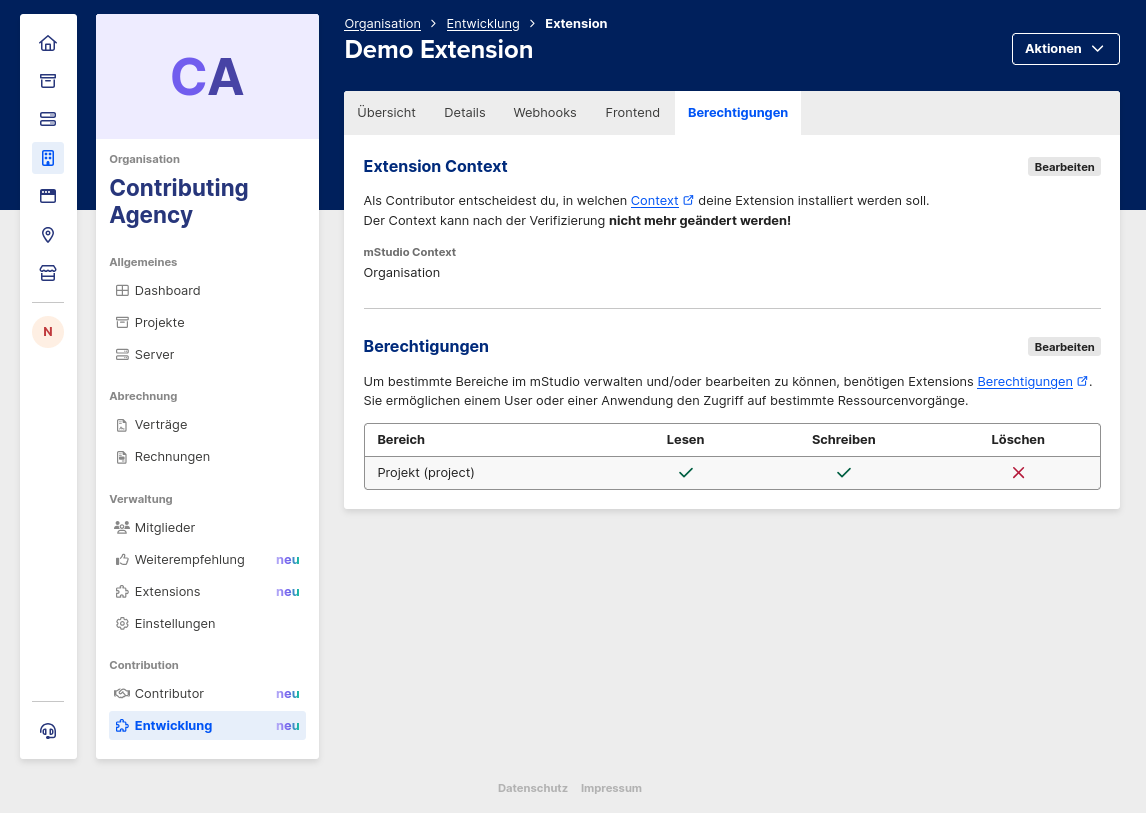 CA
Organisation
Contributing
Agency
Allgemeines
Dashboard
Projekte
Server
Abrechnung
Verträge
Rechnungen
Verwaltung
Mitglieder
Weiterempfehlung neu
Extensions neu
Einstellungen
Contribution
Contributor neu
Entwicklung neu
N
Organisation > Entwicklung > Extension
Demo Extension
Aktionen
Übersicht Details Webhooks Frontend Berechtigungen
Extension Context Bearbeiten
Als Contributor entscheidest du, in welchen Context deine Extension installiert werden soll.
Der Context kann nach der Verifizierung nicht mehr geändert werden!
mStudio Context
Organisation
Berechtigungen Bearbeiten
Um bestimmte Bereiche im mStudio verwalten und/oder bearbeiten zu können, benötigen Extensions Berechtigungen .
Sie ermöglichen einem User oder einer Anwendung den Zugriff auf bestimmte Ressourcenvorgänge.
Bereich Lesen Schreiben Löschen
Projekt (project)
Datenschutz Impressum